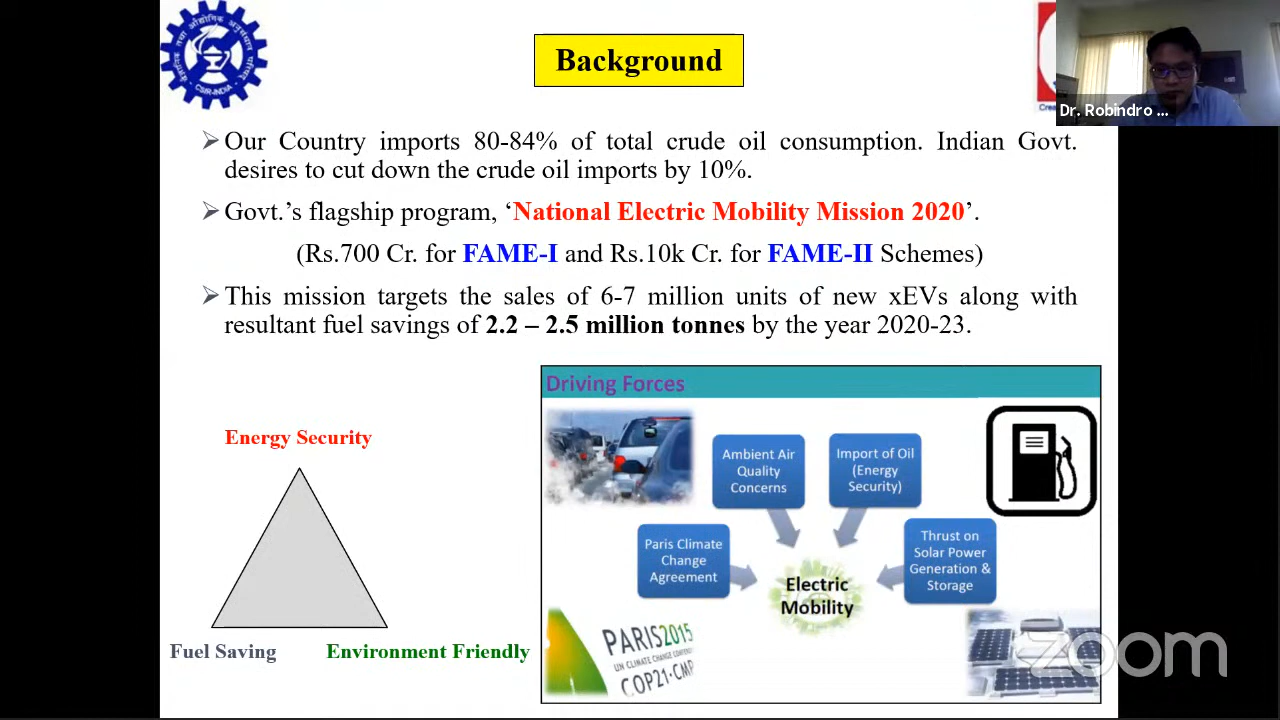 Background
Dr. Robindro ...
Our Country imports 80-84% of total crude oil consumption. Indian Govt.
desires to cut down the crude oil imports by 10%.
Govt.’s flagship program, ‘National Electric Mobility Mission 2020’.
(Rs.700 Cr. for FAME-I and Rs.10k Cr. for FAME-II Schemes)
This mission targets the sales of 6-7 million units of new xEVs along with
resultant fuel savings of 2.2 – 2.5 million tonnes by the year 2020-23.
Energy Security
Fuel Saving
Environment Friendly
Driving Forces
Ambient Air
Quality
Concerns
Import of Oil
(Energy
Security)
Paris Climate
Change
Agreement
Thrust on
Solar Power
Generation &
Storage
Electric
Mobility
PARIS2015
UN CLIMATE CHANGE CONFERENCE
COP21·CMP
CSIR-INDIA
zoom